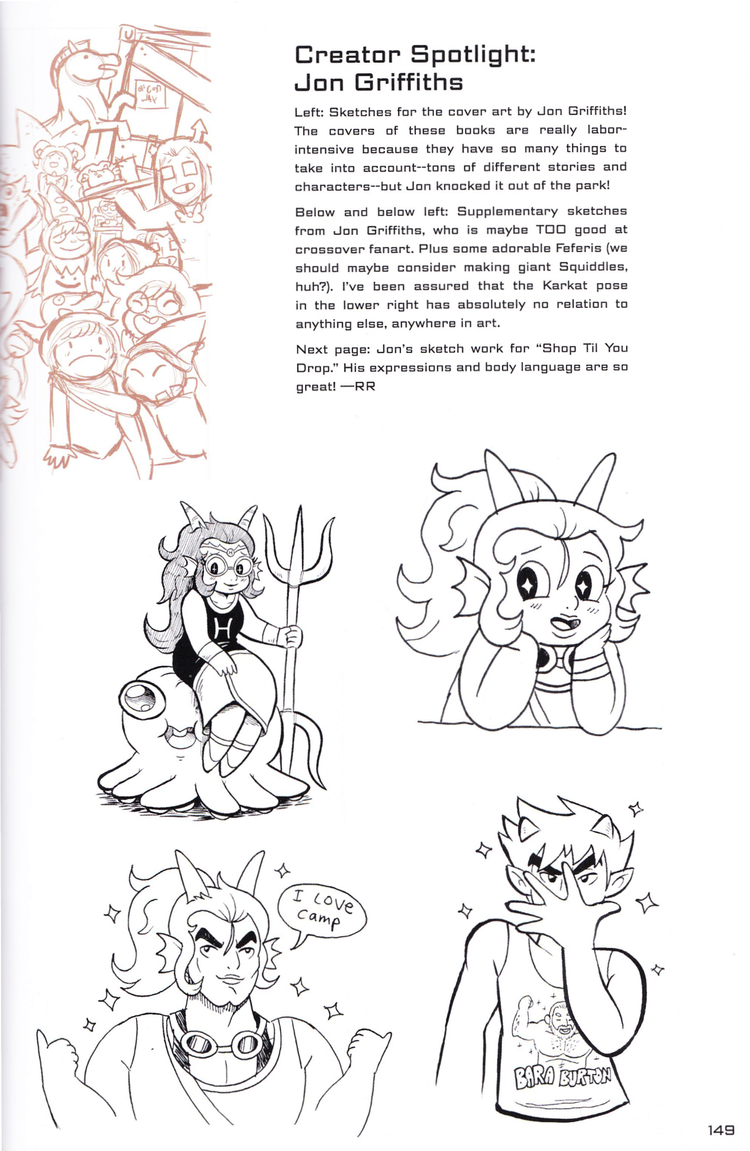 Creator Spotlight:
Jon Griffiths
Left: Sketches for the cover art by Jon Griffiths!
The covers of these books are really labor-
intensive because they have so many things to
take into account--tons of different stories and
characters--but Jon knocked it out of the park!
Below and below left: Supplementary sketches
from Jon Griffiths, who is maybe TOO good at
crossover fanart. Plus some adorable Feferis (we
should maybe consider making giant Squiddles,
huh?). I've been assured that the Karkat pose
in the lower right has absolutely no relation to
anything else, anywhere in art.
Next page: Jon's sketch work for “Shop Til You
Drop.” His expressions and body language are so
great! —RR
H
I LOVE
camp
BARA BURTON
149